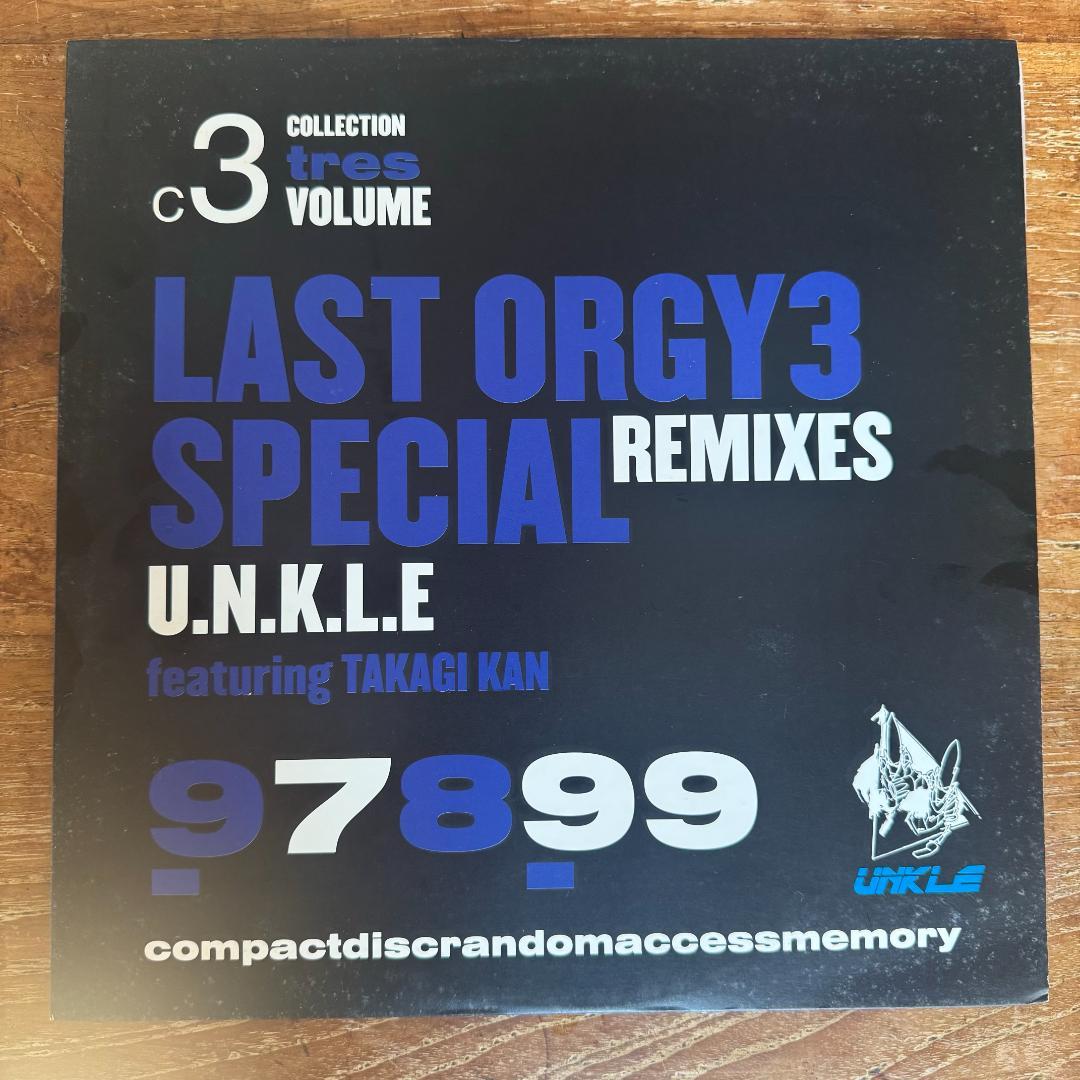 c3 COLLECTION
tres
VOLUME
LAST ORGY3
SPECIAL REMIXES
U.N.K.L.E
featuring TAKAGI KAN
97899
UNKLE
compactdiscrandomaccessmemory